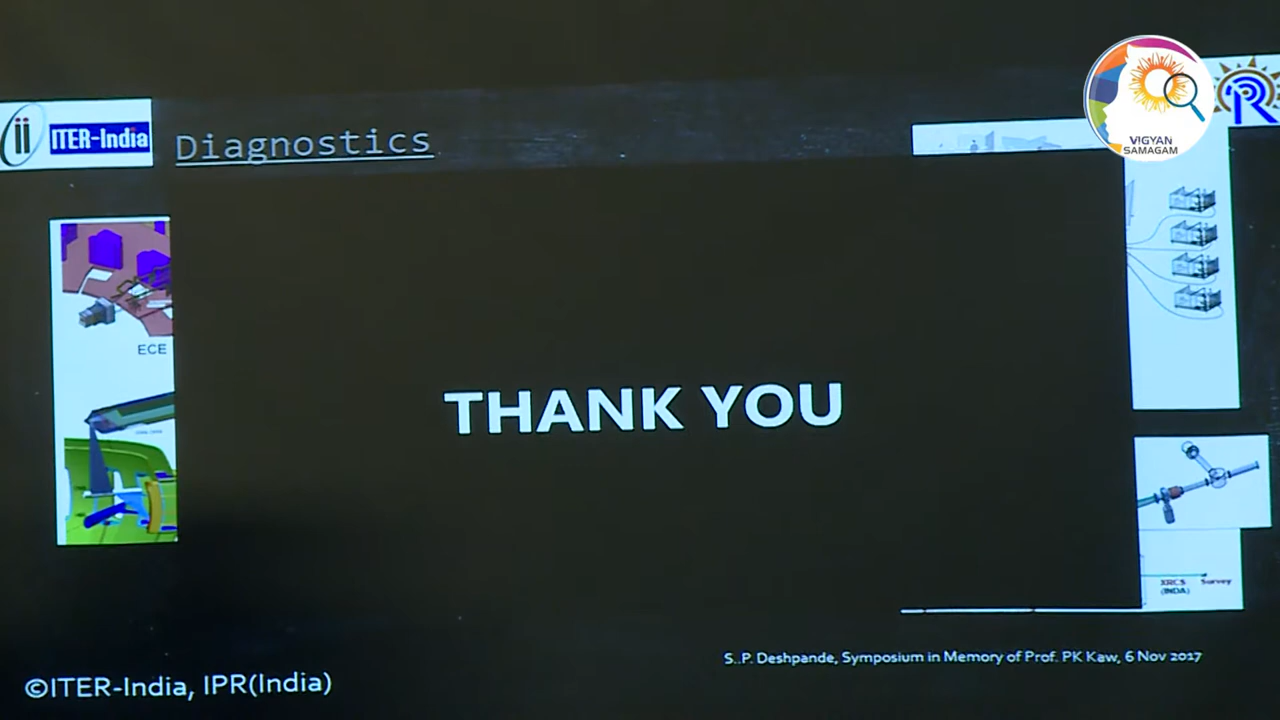 ITER-India
Diagnostics
VIGYAN
SAMAGAM
ECE
THANK YOU
XRCS Survey
(INDA)
S..P. Deshpande, Symposium in Memory of Prof. PK Kaw, 6 Nov 2017
©ITER-India, IPR(India)